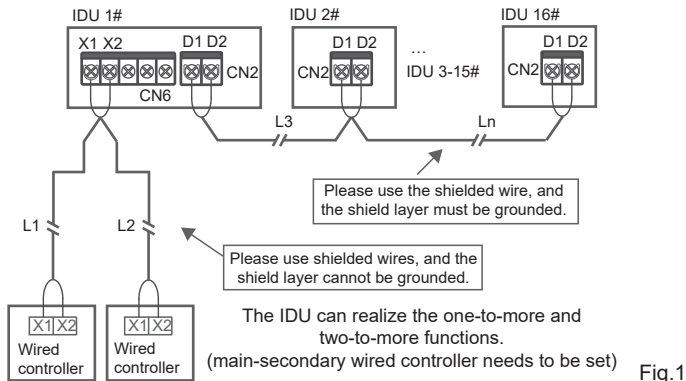 IDU 1#
IDU 2#
IDU 16#
X1 X2
D1 D2
D1 D2
...
D1 D2
CN2
CN2
IDU 3-15#
CN2
CN6
L3
Ln
Please use the shielded wire, and
the shield layer must be grounded.
L1
L2
Please use shielded wires, and the
shield layer cannot be grounded.
The IDU can realize the one-to-more and
two-to-more functions.
(main-secondary wired controller needs to be set)
X1 X2
X1 X2
Wired
controller
Wired
controller
Fig.1